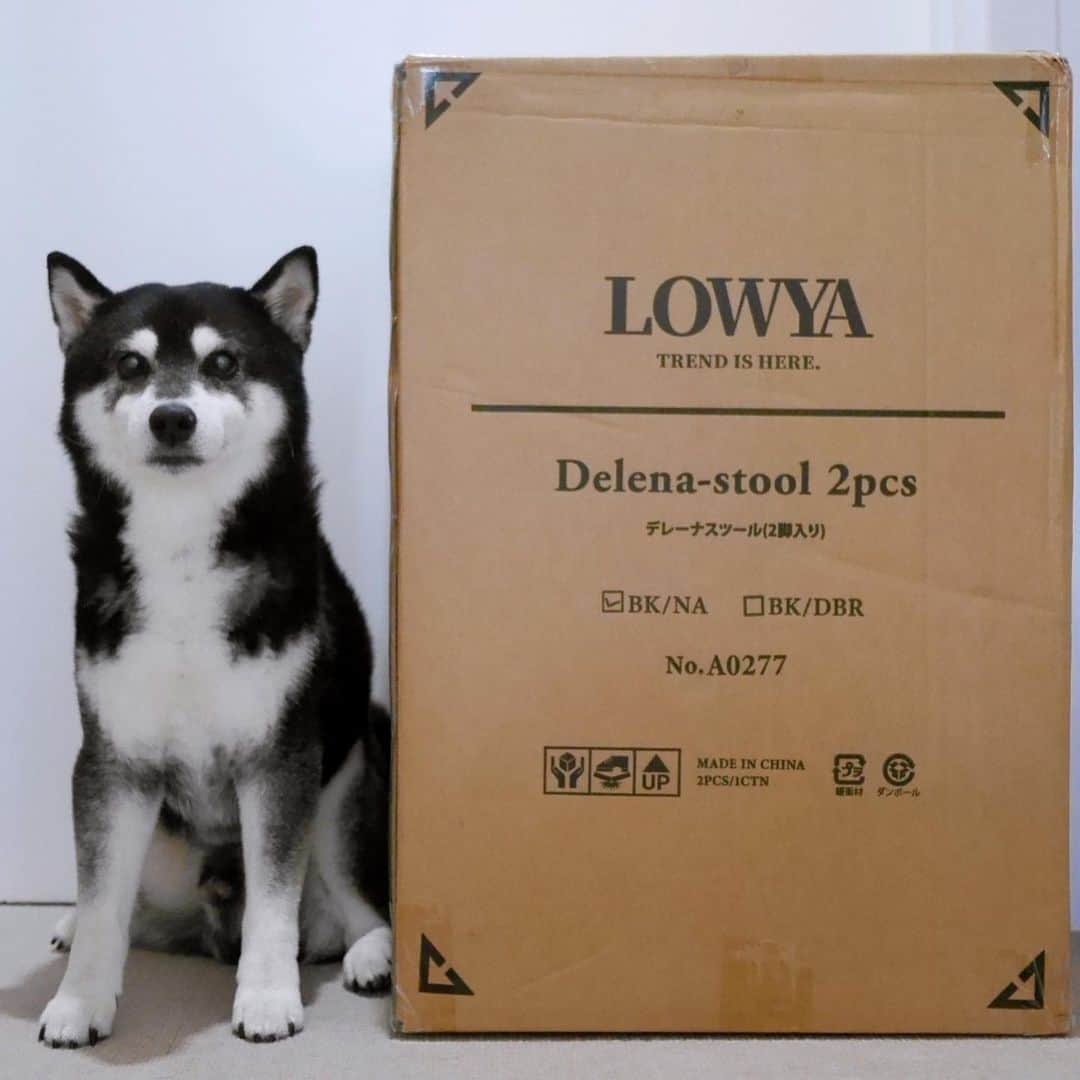 LOWYA
TREND IS HERE.
Delena-stool 2pcs
デレーナスツール(2脚入り)
BK/NA BK/DBR
No. A0277
UP
MADE IN CHINA
2PCS/1CTN
プラ
緩衝材
ダンボール